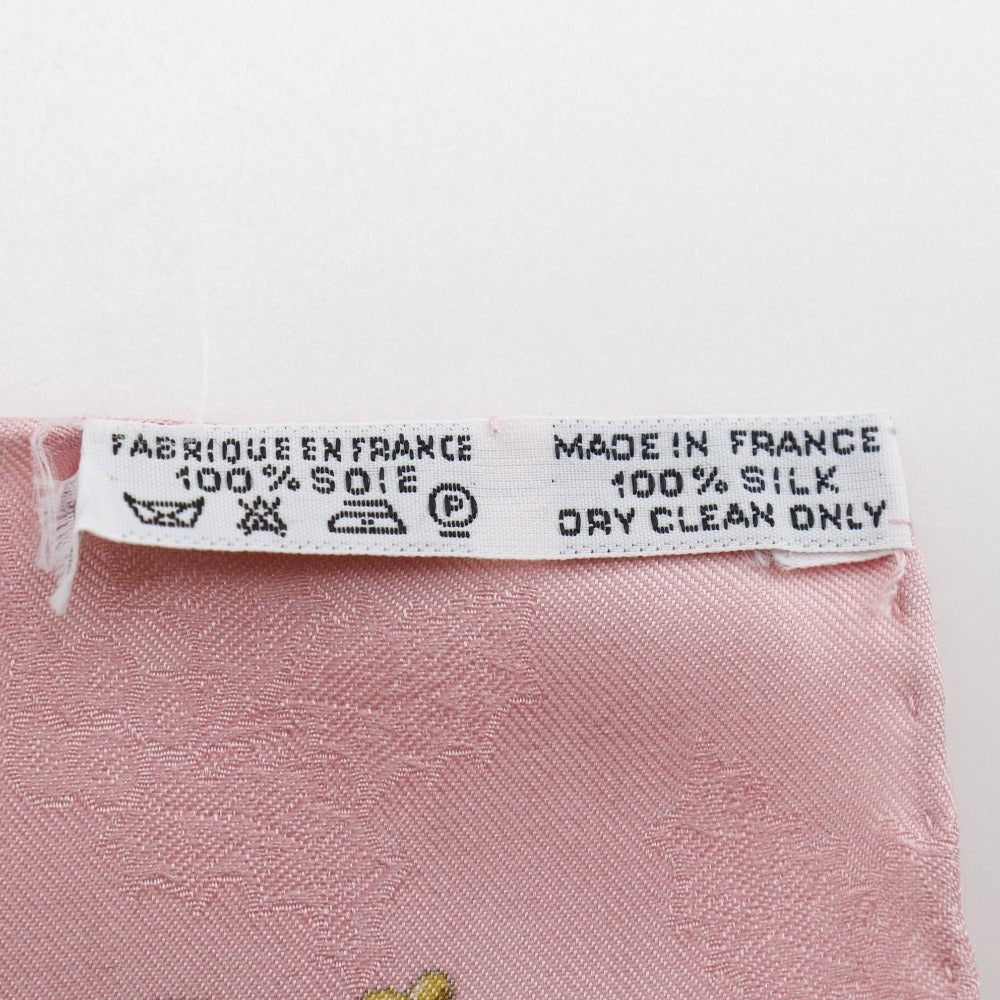 FABRIQUE EN FRANCE
100% SOIE
P
MADE IN FRANCE
100% SILK
DRY CLEAN ONLY